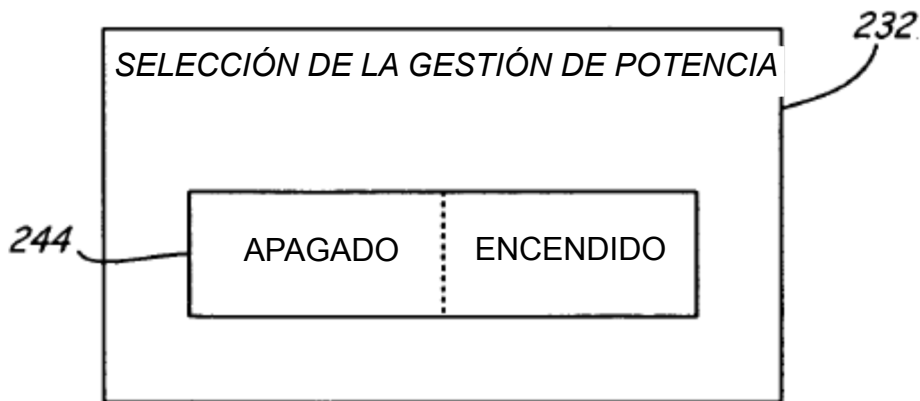 232
SELECCIÓN DE LA GESTIÓN DE POTENCIA
244
APAGADO
ENCENDIDO